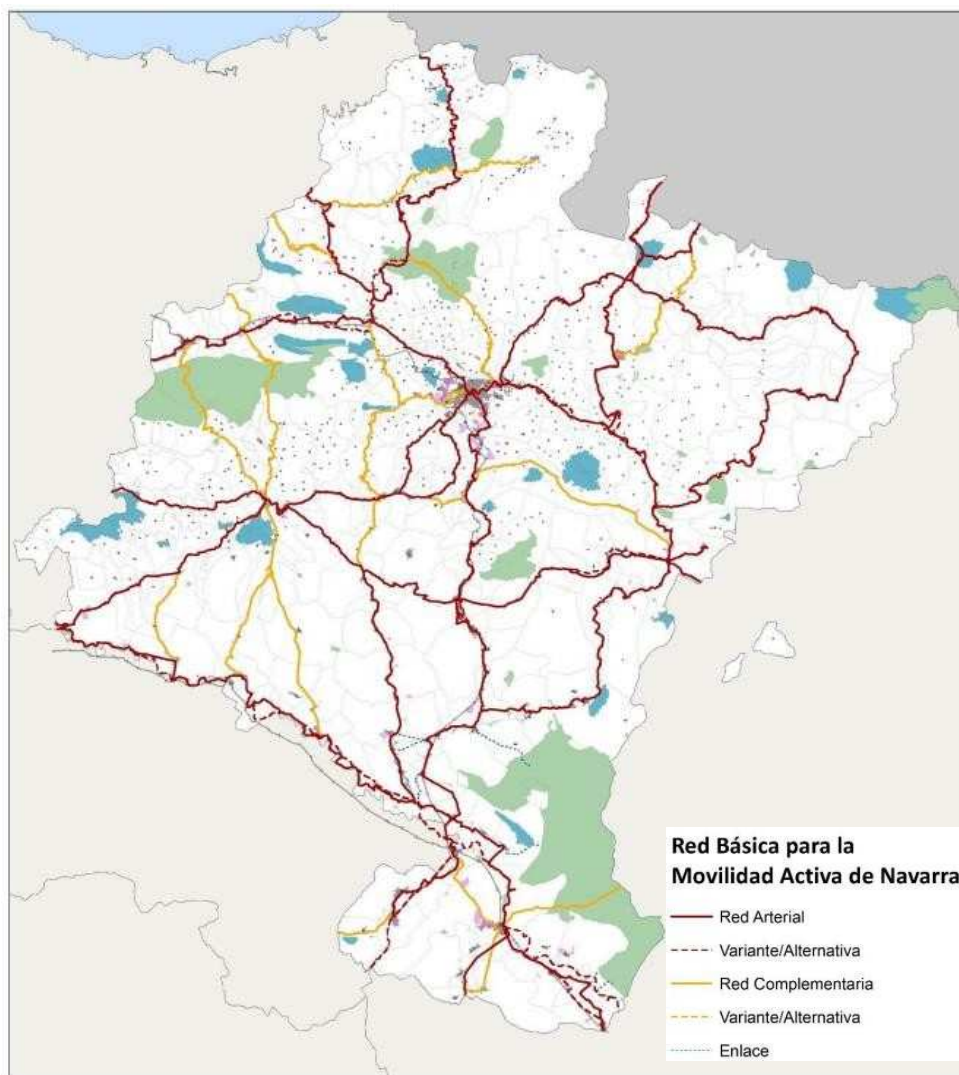 Red Básica para la
Movilidad Activa de Navarra
Red Arterial
Variante/Alternativa
Red Complementaria
Variante/Alternativa
Enlace